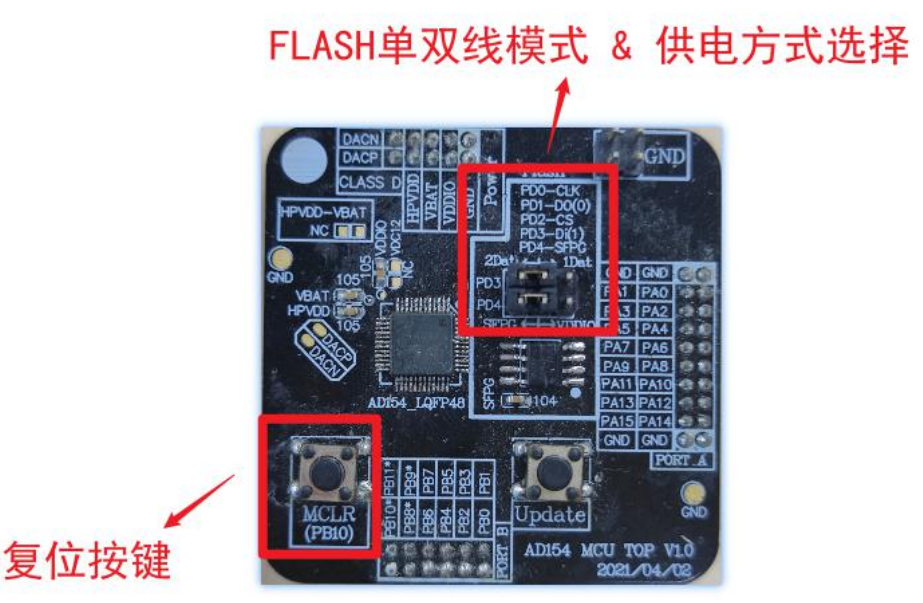 FLASH单双线模式 & 供电方式选择
DACN
DACP
CLASS D
HPVDD
VBAT
VDDIO
GND
Power
Flash
PD0-CLK
PD1-DO(0)
PD2-CS
PD3-Di(1)
PD4-SFPG
2Dat 1Dat
PD3
PD4
SFPG VDDIO
GND
HPVDD-VBAT
NC
VDDIO
VDC12
NC
105
GND
105
VBAT
HPVDD
105
DACP
DACN
AD154_LQFP48
SFPG
104
GND GND
PA1 PA0
PA3 PA2
PA5 PA4
PA7 PA6
PA9 PA8
PA11 PA10
PA13 PA12
PA15 PA14
GND GND
PORT A
MCLR
(PB10)
PB11* PB9* PB7 PB5 PB3 PB1
PB10* PB8* PB6 PB4 PB2 PB0
PORT B
Update
GND
AD154 MCU TOP V1.0
2021/04/02
复位按键